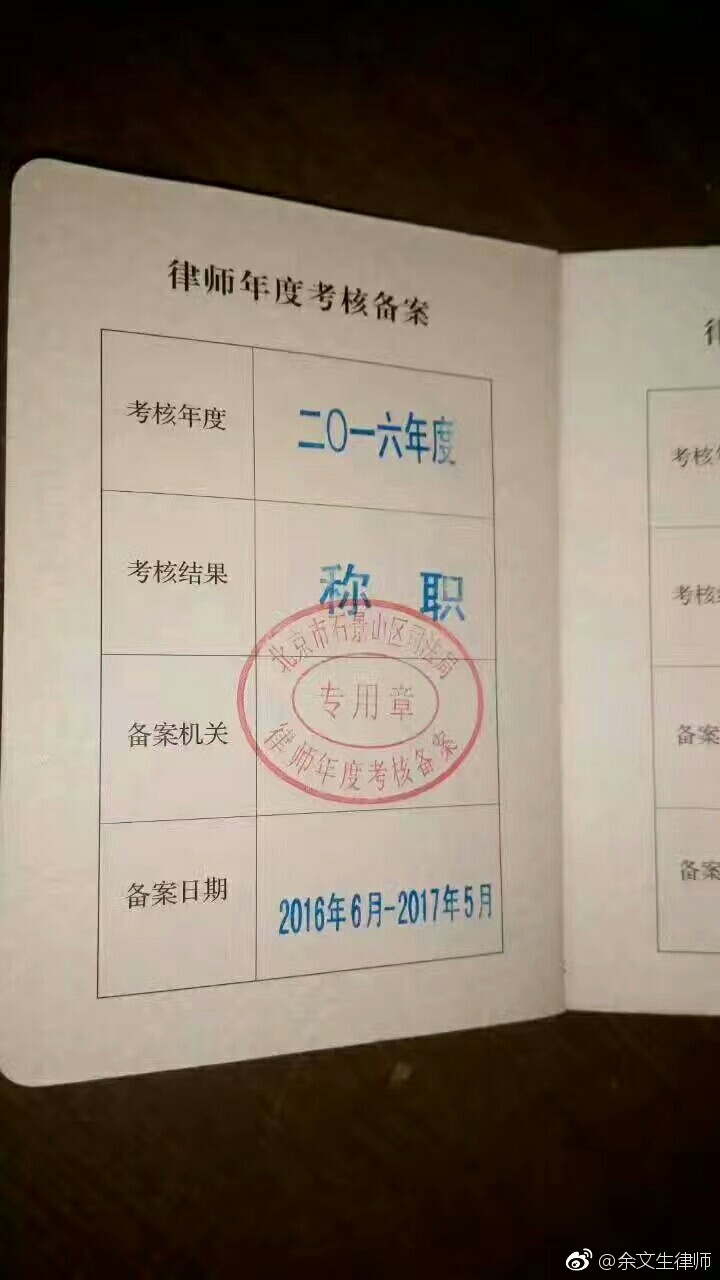 律师年度考核备案
考核年度 二〇一六年度
考核结果 称 职
北京市石景山区司法局
专用章
律师年度考核备案
备案机关
备案日期 2016年6月-2017年5月
考核
考核
备案
备案
@余文生律师